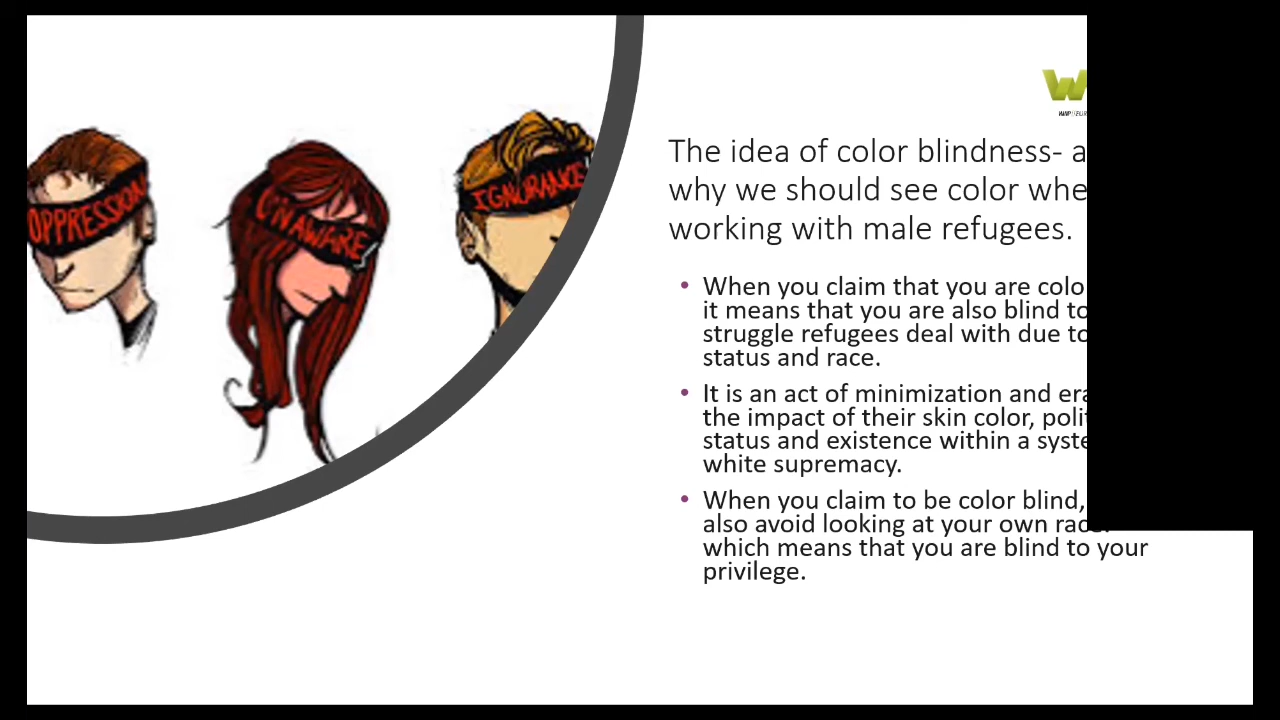 OPPRESSION
UNAWARE
IGNORANCE
W
The idea of color blindness- a
why we should see color whe
working with male refugees.
When you claim that you are colo
it means that you are also blind to
struggle refugees deal with due to
status and race.
It is an act of minimization and era
the impact of their skin color, polit
status and existence within a syste
white supremacy.
When you claim to be color blind,
also avoid looking at your own race.
which means that you are blind to your
privilege.